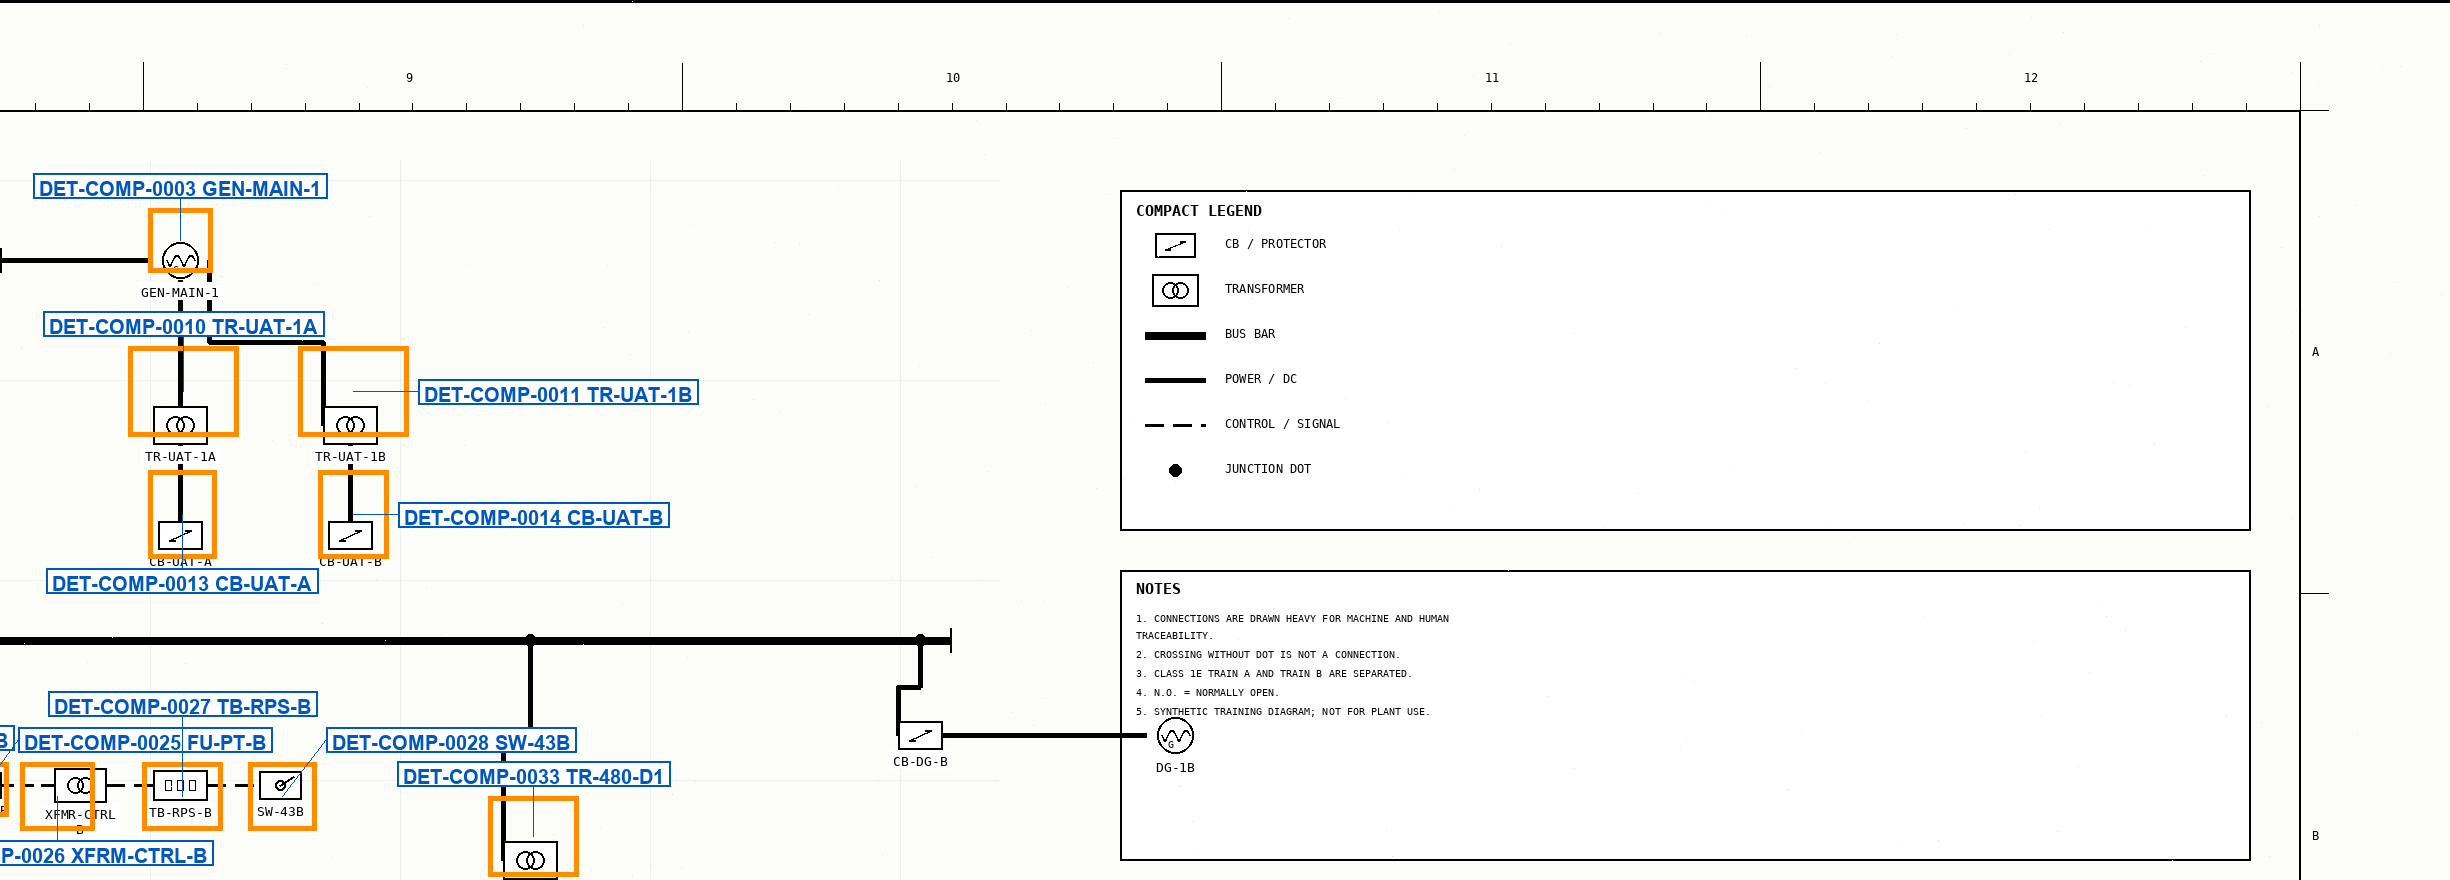 9
10
11
12
DET-COMP-0003 GEN-MAIN-1
G
GEN-MAIN-1
DET-COMP-0010 TR-UAT-1A
DET-COMP-0011 TR-UAT-1B
TR-UAT-1A
TR-UAT-1B
DET-COMP-0014 CB-UAT-B
CB-UAT-A
CB-UAT-B
DET-COMP-0013 CB-UAT-A
COMPACT LEGEND
CB / PROTECTOR
TRANSFORMER
BUS BAR
POWER / DC
CONTROL / SIGNAL
JUNCTION DOT
A
NOTES
1. CONNECTIONS ARE DRAWN HEAVY FOR MACHINE AND HUMAN
TRACEABILITY.
2. CROSSING WITHOUT DOT IS NOT A CONNECTION.
3. CLASS 1E TRAIN A AND TRAIN B ARE SEPARATED.
4. N.O. = NORMALLY OPEN.
5. SYNTHETIC TRAINING DIAGRAM; NOT FOR PLANT USE.
G
DG-1B
CB-DG-B
DET-COMP-0027 TB-RPS-B
B
DET-COMP-0025 FU-PT-B
DET-COMP-0028 SW-43B
DET-COMP-0033 TR-480-D1
XFMR-CTRL
B
TB-RPS-B
SW-43B
P-0026 XFRM-CTRL-B
B